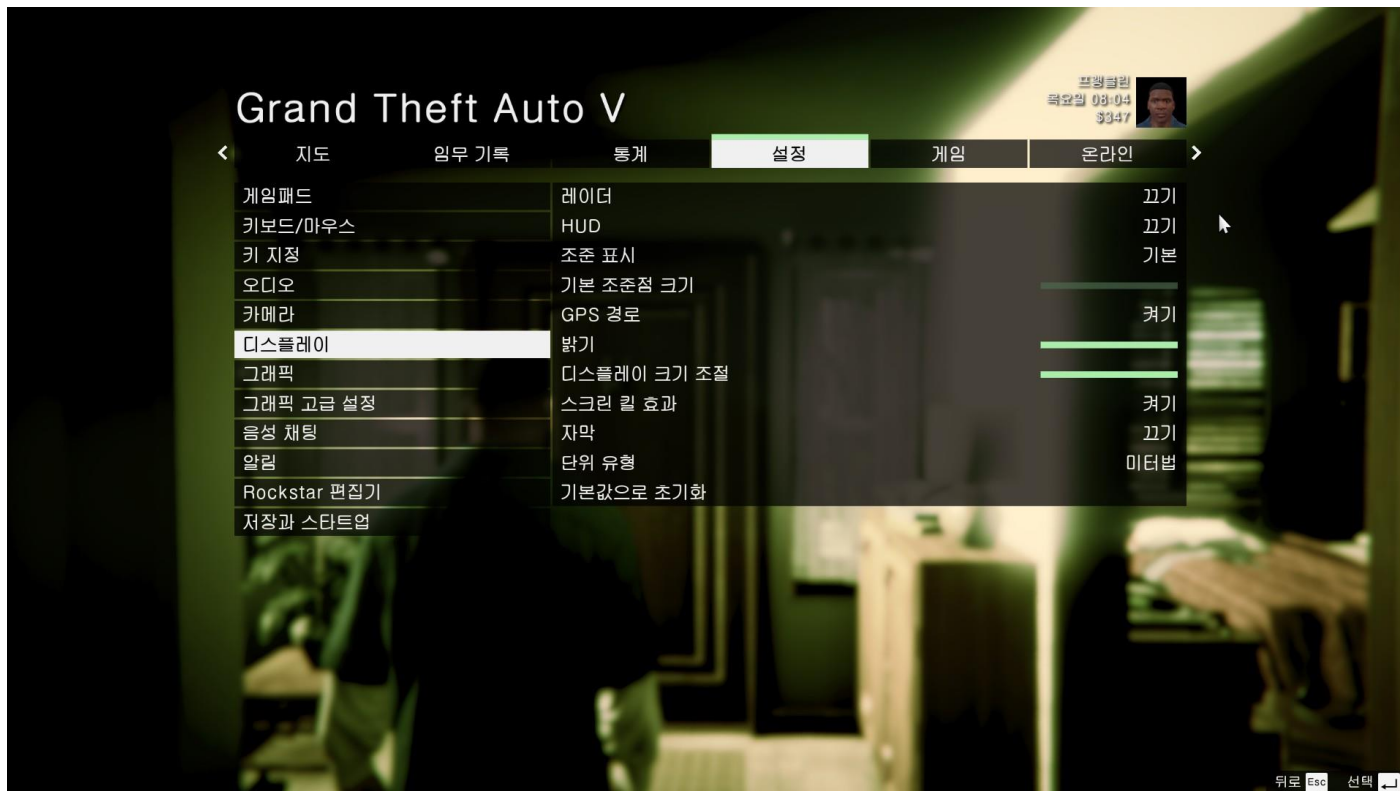 프랭클린
Grand Theft Auto V
목요일 08:04
$347
지도 임무 기록 통계 설정 게임 온라인
게임패드 레이더 끄기
키보드/마우스 HUD 끄기
키 지정 조준 표시 기본
오디오 기본 조준점 크기
카메라 GPS 경로 켜기
디스플레이 밝기
그래픽 디스플레이 크기 조절
그래픽 고급 설정 스크린 킬 효과 켜기
음성 채팅 자막 끄기
알림 단위 유형 미터법
Rockstar 편집기 기본값으로 초기화
저장과 스타트업
뒤로 Esc 선택